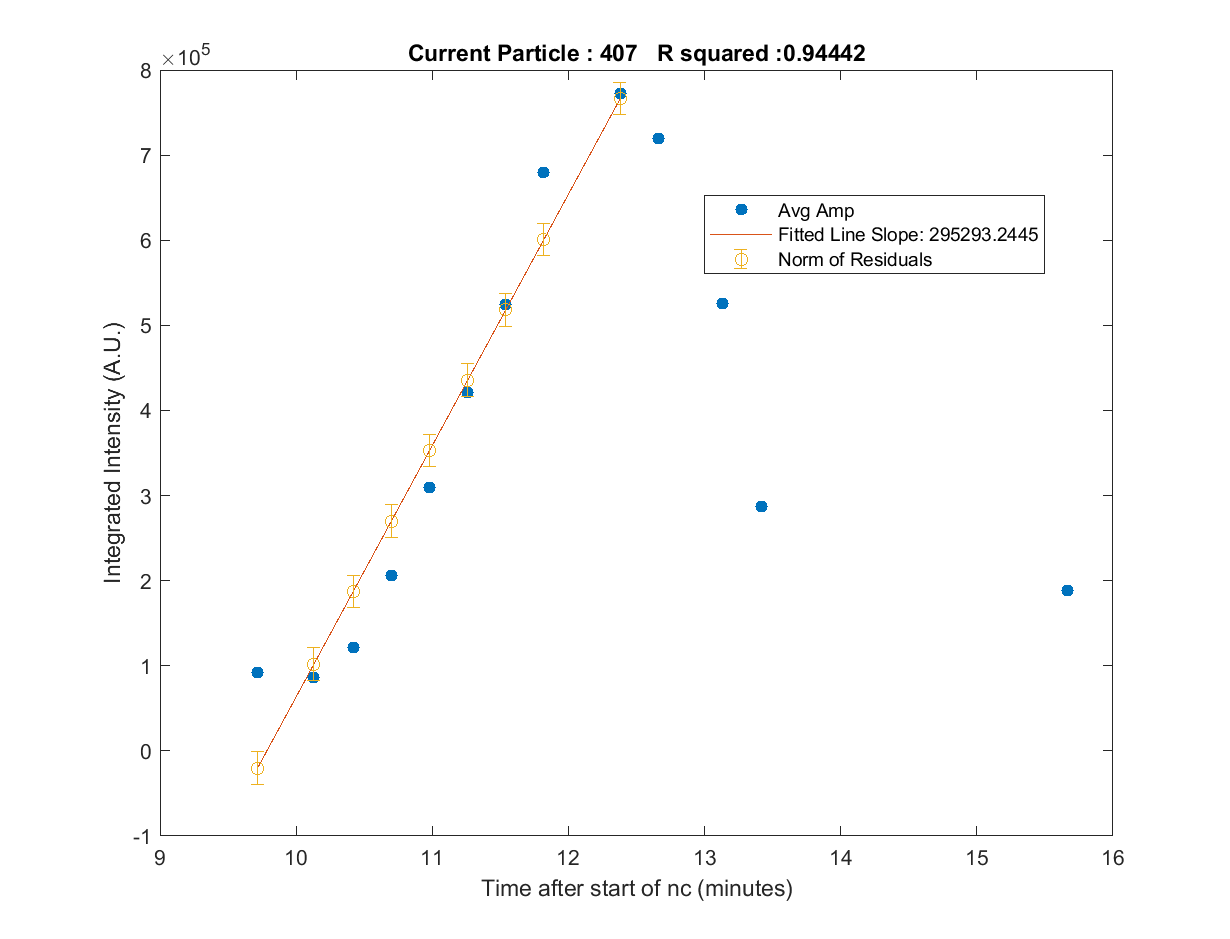 Current Particle : 407   R squared :0.94442
×10^5
8
7
6
5
4
3
2
1
0
-1
Integrated Intensity (A.U.)
Avg Amp
Fitted Line Slope: 295293.2445
Norm of Residuals
9 10 11 12 13 14 15 16
Time after start of nc (minutes)